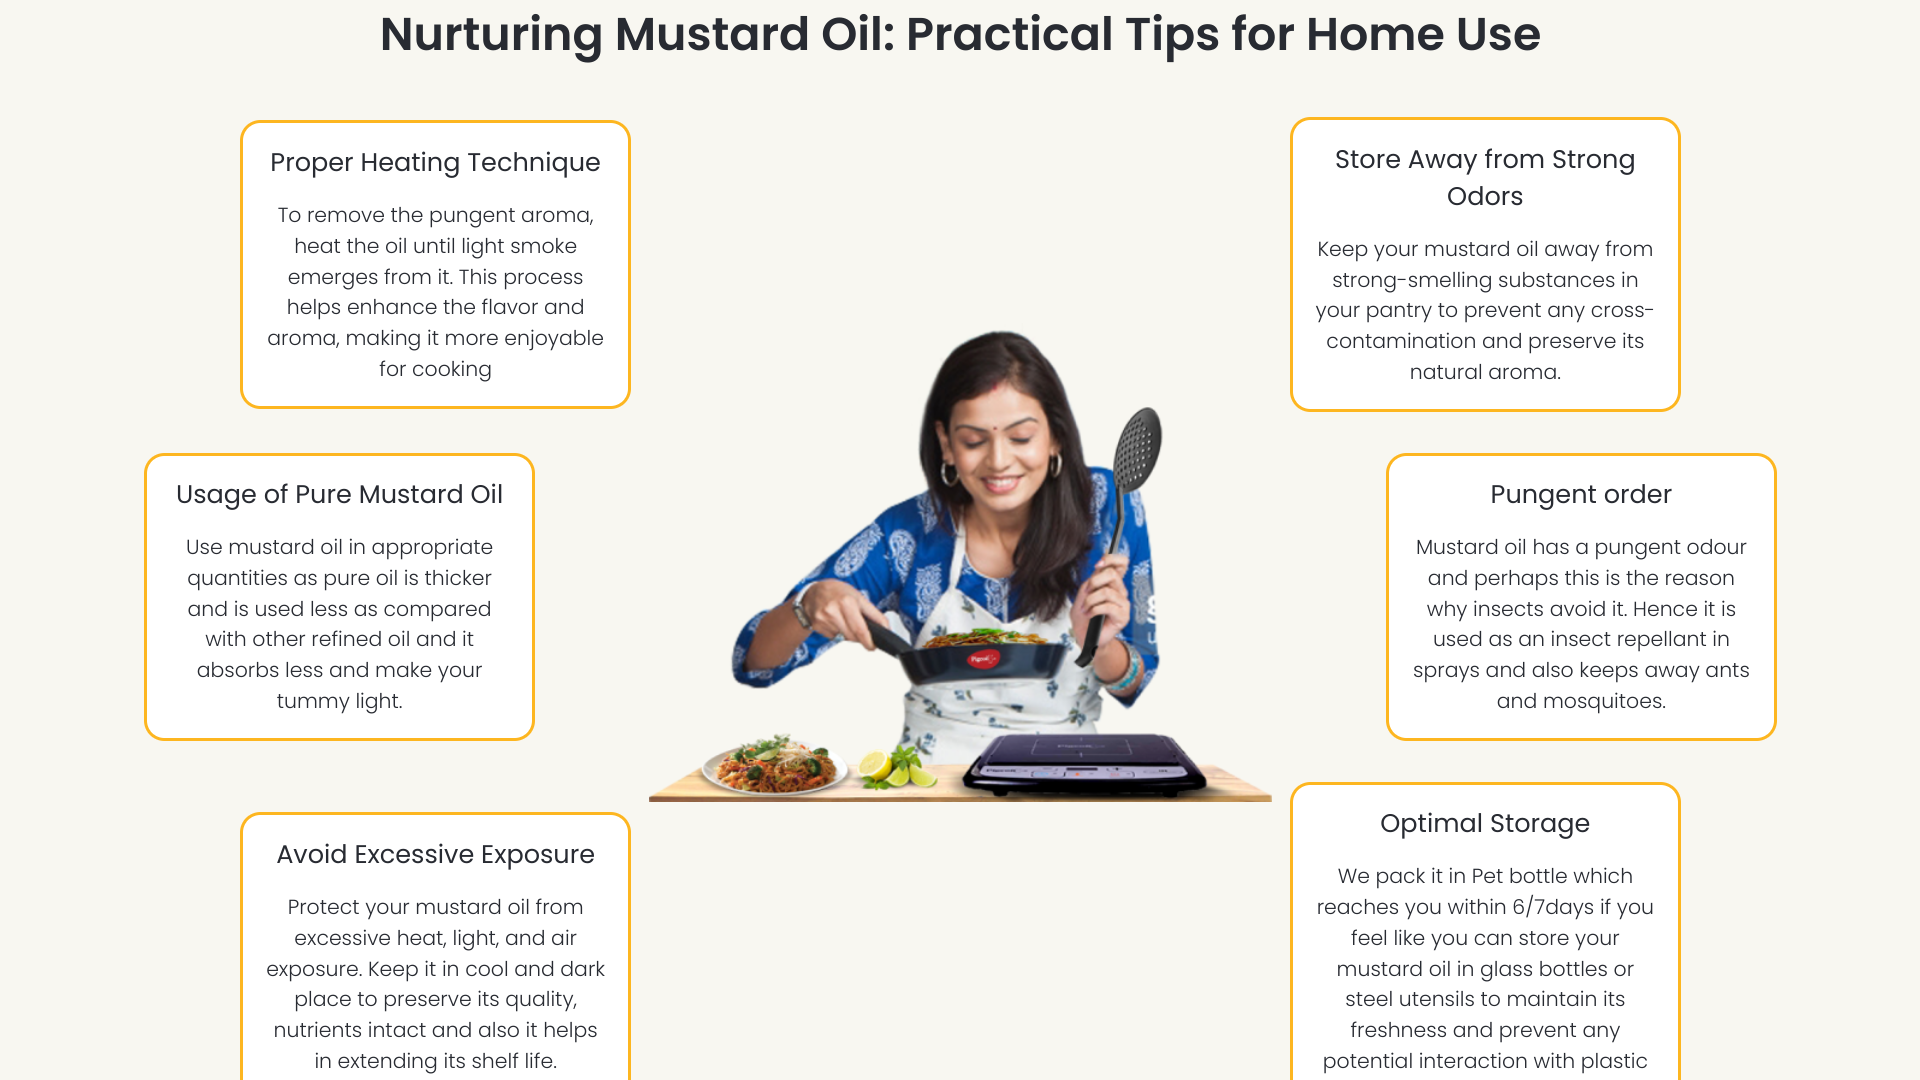 Nurturing Mustard Oil: Practical Tips for Home Use
Proper Heating Technique
To remove the pungent aroma,
heat the oil until light smoke
emerges from it. This process
helps enhance the flavor and
aroma, making it more enjoyable
for cooking
Usage of Pure Mustard Oil
Use mustard oil in appropriate
quantities as pure oil is thicker
and is used less as compared
with other refined oil and it
absorbs less and make your
tummy light.
Avoid Excessive Exposure
Protect your mustard oil from
excessive heat, light, and air
exposure. Keep it in cool and dark
place to preserve its quality,
nutrients intact and also it helps
in extending its shelf life.
Store Away from Strong
Odors
Keep your mustard oil away from
strong-smelling substances in
your pantry to prevent any cross-
contamination and preserve its
natural aroma.
Pungent order
Mustard oil has a pungent odour
and perhaps this is the reason
why insects avoid it. Hence it is
used as an insect repellant in
sprays and also keeps away ants
and mosquitoes.
Optimal Storage
We pack it in Pet bottle which
reaches you within 6/7days if you
feel like you can store your
mustard oil in glass bottles or
steel utensils to maintain its
freshness and prevent any
potential interaction with plastic